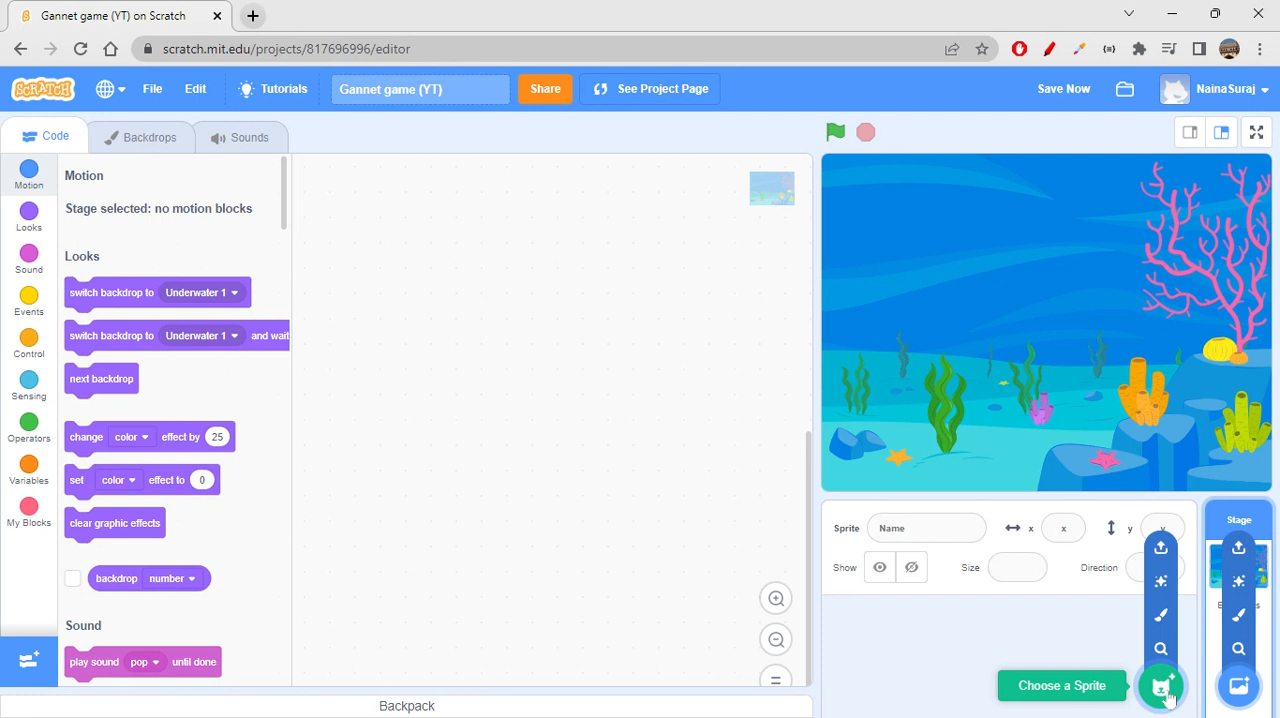 Gannet game (YT) on Scratch
scratch.mit.edu/projects/817696996/editor
SCRATCH File Edit Tutorials Gannet game (YT) Share See Project Page Save Now NainaSuraj
Code Backdrops Sounds
Motion
Looks
Sound
Events
Control
Sensing
Operators
Variables
My Blocks
Motion
Stage selected: no motion blocks
Looks
switch backdrop to Underwater 1
switch backdrop to Underwater 1 and wait
next backdrop
change color effect by 25
set color effect to 0
clear graphic effects
backdrop number
Sound
play sound pop until done
Backpack
Sprite Name x x y y
Show Size Direction
Stage
Choose a Sprite